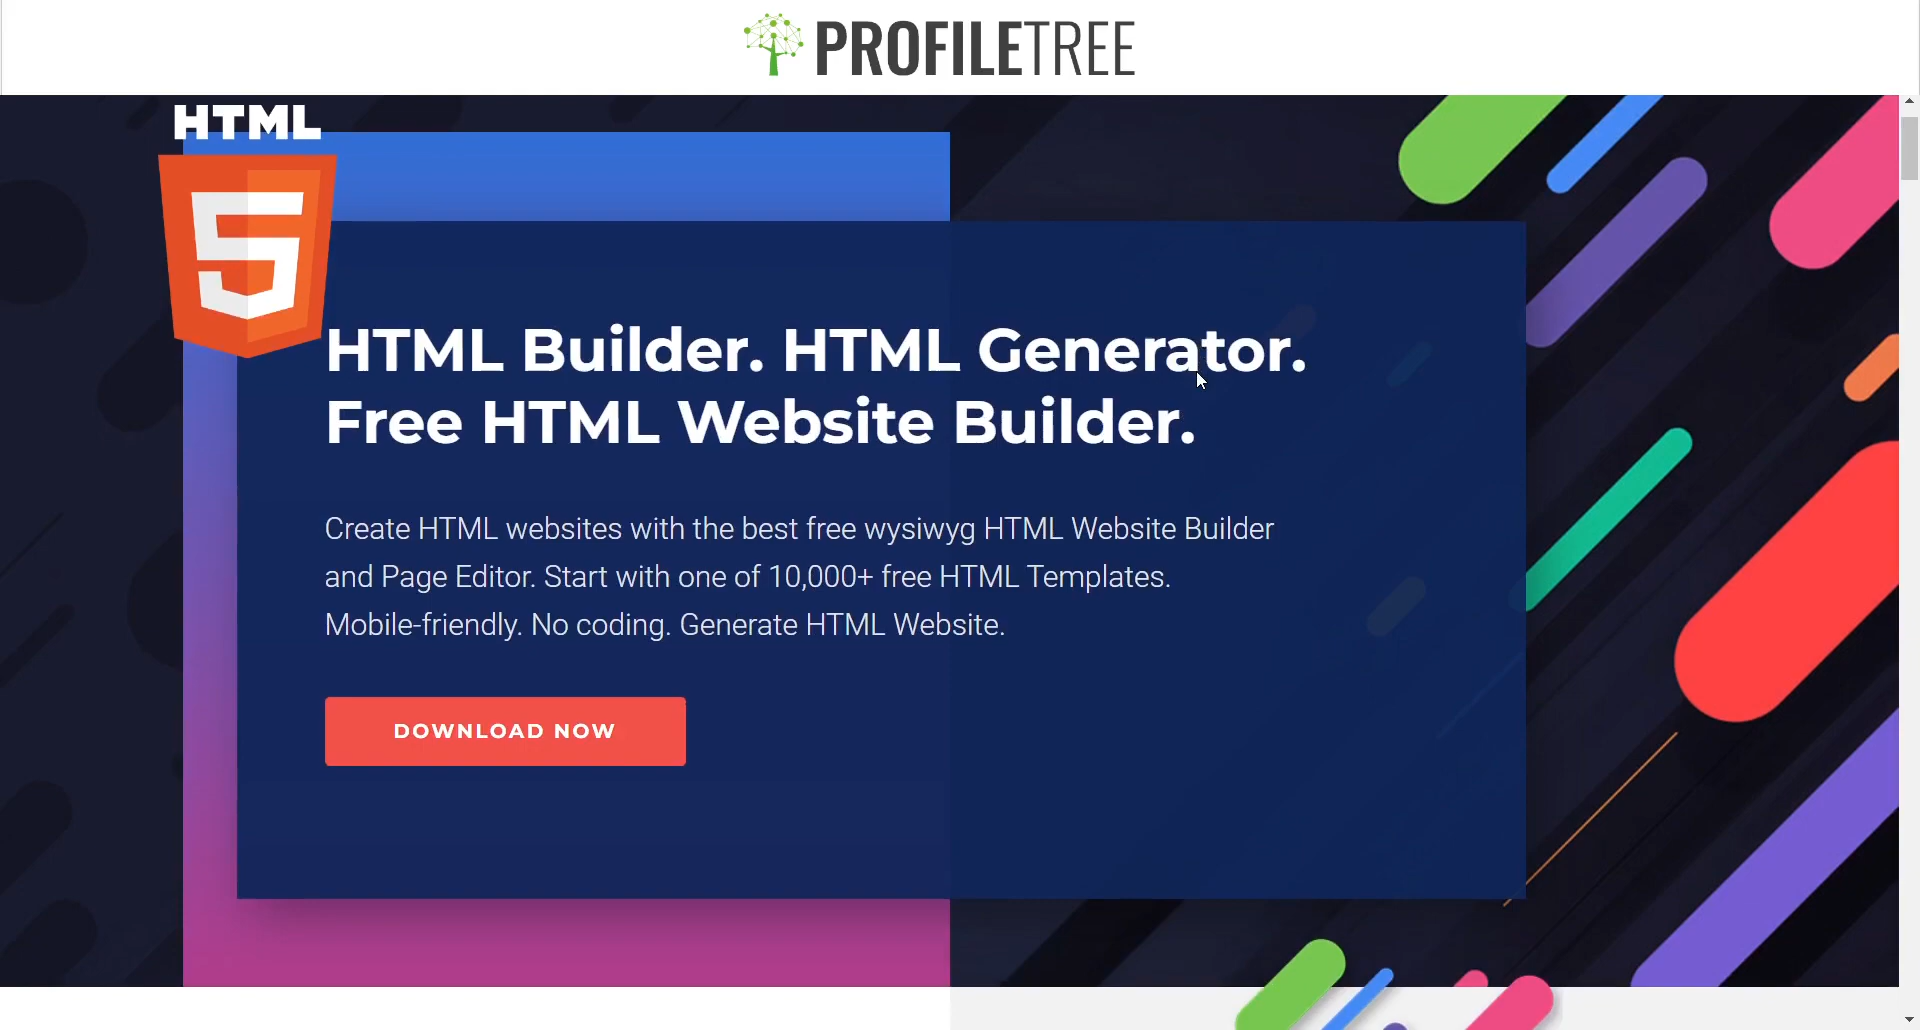 PROFILETREE
HTML
5
HTML Builder. HTML Generator.
Free HTML Website Builder.
Create HTML websites with the best free wysiwyg HTML Website Builder
and Page Editor. Start with one of 10,000+ free HTML Templates.
Mobile-friendly. No coding. Generate HTML Website.
DOWNLOAD NOW